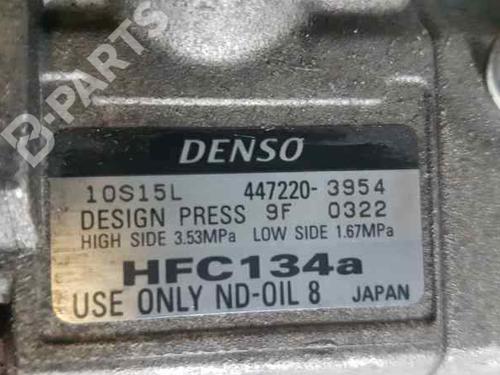 DENSO
10S15L 447220-3954
DESIGN PRESS 9F 0322
HIGH SIDE 3.53MPa LOW SIDE 1.67MPa
HFC134a
USE ONLY ND-OIL 8 JAPAN
B-PARTS